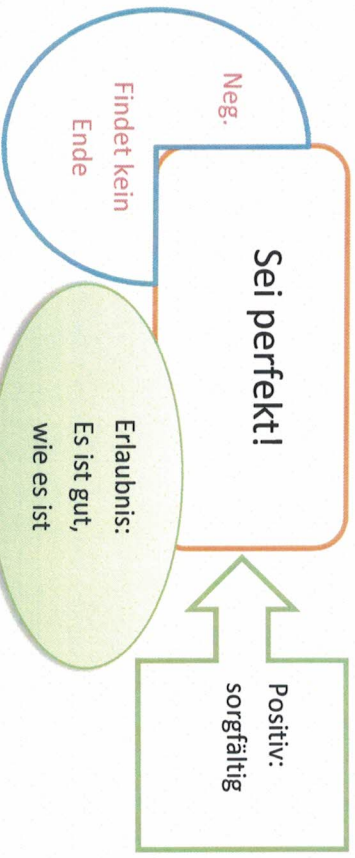 Sei perfekt!
Neg.
Findet kein
Ende
Erlaubnis:
Es ist gut,
wie es ist
Positiv:
sorgfältig